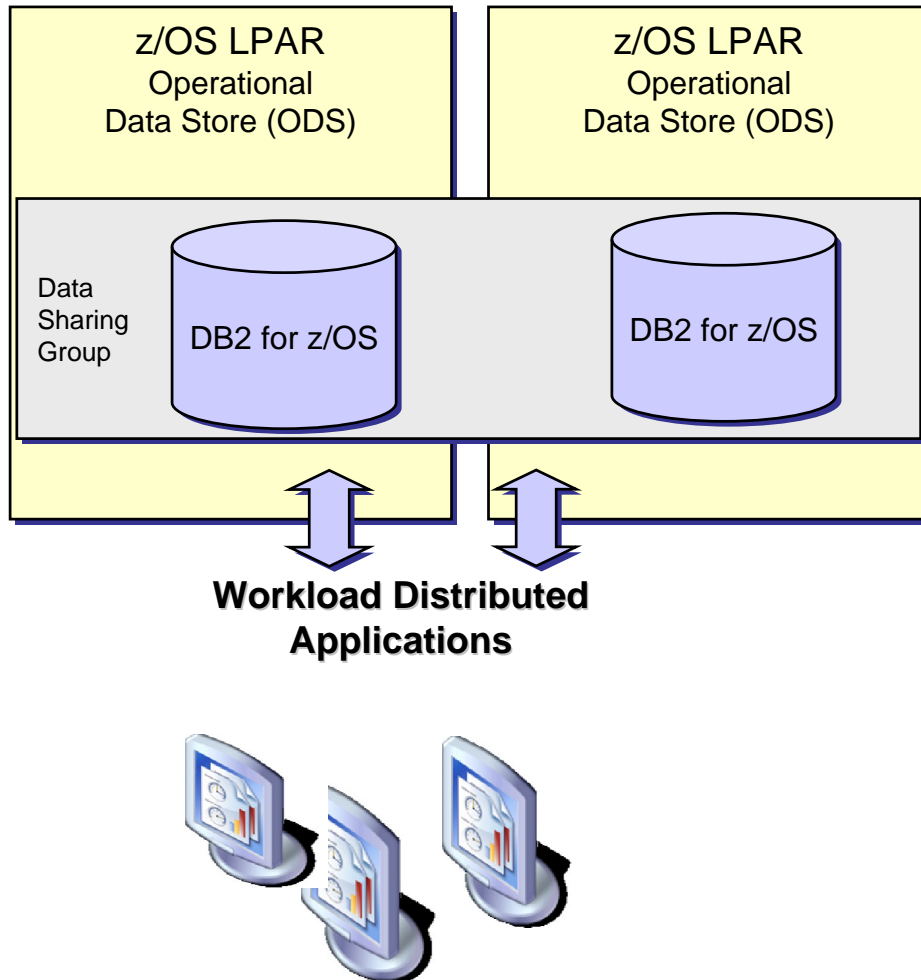 z/OS LPAR
Operational
Data Store (ODS)
z/OS LPAR
Operational
Data Store (ODS)
Data
Sharing
Group
DB2 for z/OS
DB2 for z/OS
Workload Distributed
Applications